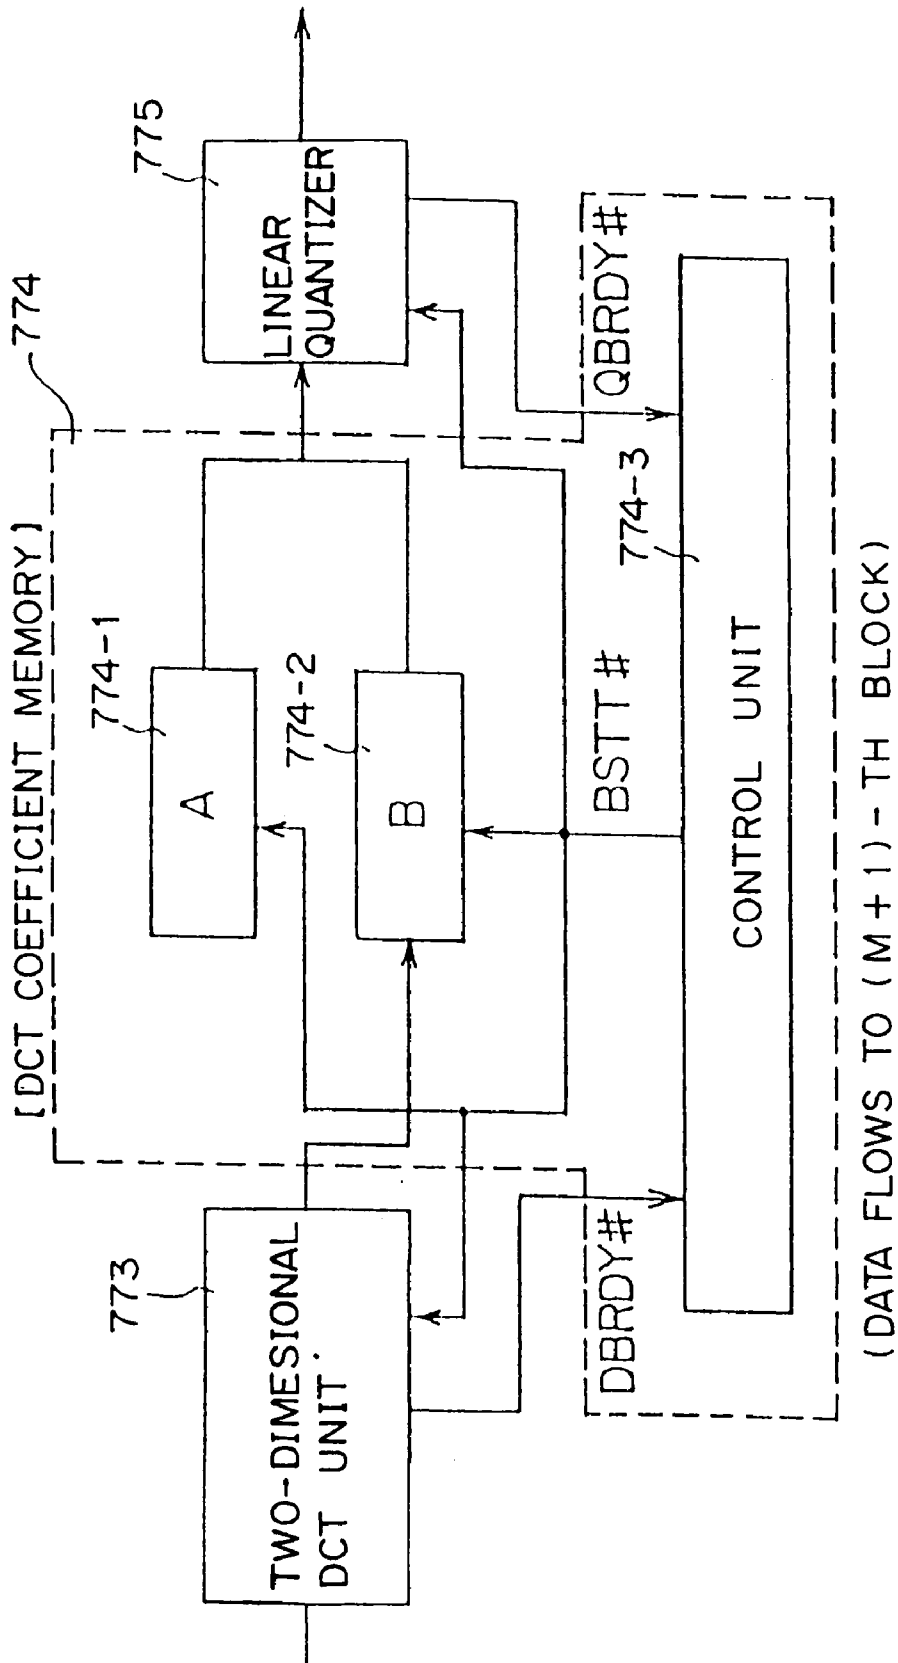 [DCT COEFFICIENT MEMORY]
774
773
774-1
775
TWO-DIMESIONAL
DCT UNIT
A
774-2
B
LINEAR
QUANTIZER
DBRDY#
BSTT#
QBRDY#
774-3
CONTROL UNIT
(DATA FLOWS TO (M+1)-TH BLOCK)